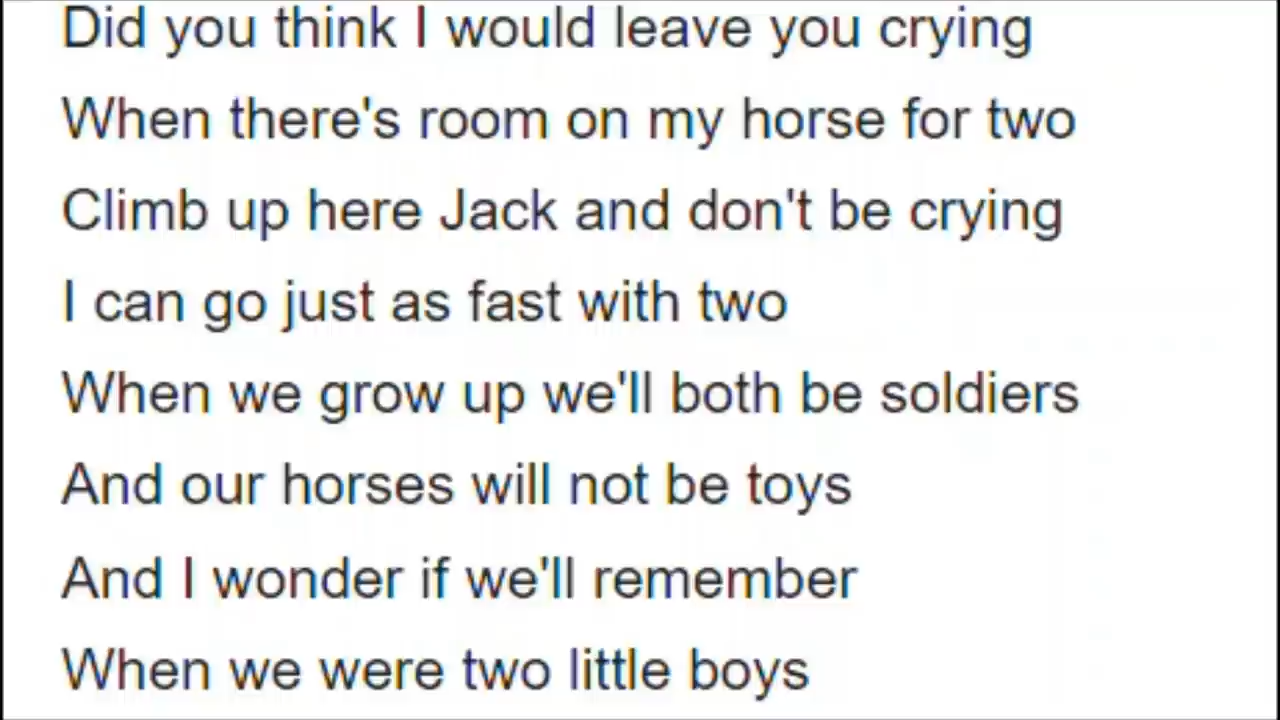 Did you think I would leave you crying
When there's room on my horse for two
Climb up here Jack and don't be crying
I can go just as fast with two
When we grow up we'll both be soldiers
And our horses will not be toys
And I wonder if we'll remember
When we were two little boys